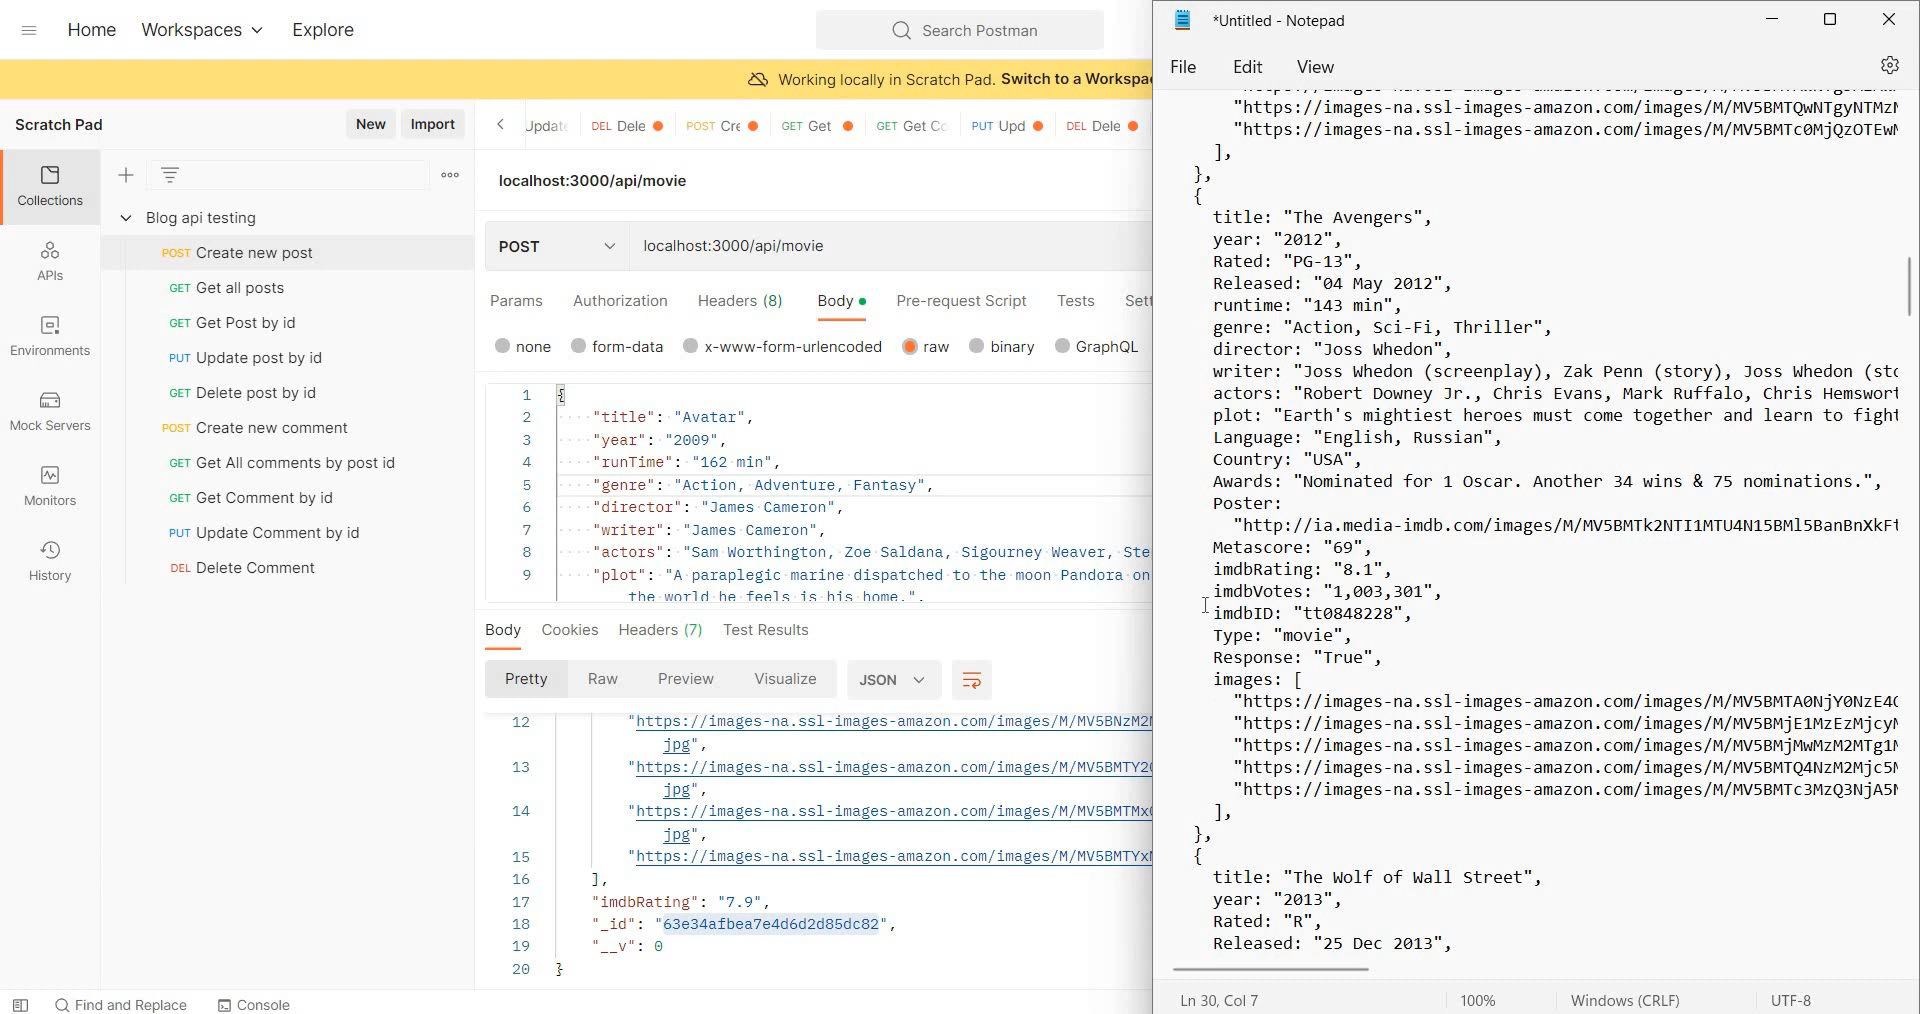 Home Workspaces Explore
Search Postman
Working locally in Scratch Pad. Switch to a
Scratch Pad
New Import
DEL Dele POST GET Get GET Get PUT Upd DEL Dele
Collections
APIs
Environments
Mock Servers
Monitors
History
Blog api testing
POST Create new post
GET Get all posts
GET Get Post by id
PUT Update post by id
DEL Delete post by id
POST Create new comment
GET Get All comments by post id
GET Get Comment by id
PUT Update Comment by id
DEL Delete Comment
localhost:3000/api/movie
POST localhost:3000/api/movie
Params Authorization Headers (8) Body Pre-request Script Tests
none form-data x-www-form-urlencoded raw binary GraphQL
1 {
2 "title": "Avatar",
3 "year": "2009",
4 "runTime": "162 min",
5 "genre": "Action, Adventure, Fantasy",
6 "director": "James Cameron",
7 "writer": "James Cameron",
8 "actors": "Sam Worthington, Zoe Saldana, Sigourney Weaver, Ste
9 "plot": "A paraplegic marine dispatched to the moon Pandora on
the world he feels is his home.",
Body Cookies Headers (7) Test Results
Pretty Raw Preview Visualize JSON
12 "https://images-na.ssl-images-amazon.com/images/M/MV5BNzM2
jpg",
13 "https://images-na.ssl-images-amazon.com/images/M/MV5BMTY2
jpg",
14 "https://images-na.ssl-images-amazon.com/images/M/MV5BMTMx
jpg",
15 "https://images-na.ssl-images-amazon.com/images/M/MV5BMTYx
16 ],
17 "imdbRating": "7.9",
18 "_id": "63e34afbea7e4d6d2d85dc82",
19 "__v": 0
20 }
Find and Replace Console
*Untitled - Notepad
File Edit View
"https://images-na.ssl-images-amazon.com/images/M/MV5BMTQwNTgyNTMz
"https://images-na.ssl-images-amazon.com/images/M/MV5BMTc0MjQzOTEw
],
},
{
title: "The Avengers",
year: "2012",
Rated: "PG-13",
Released: "04 May 2012",
runtime: "143 min",
genre: "Action, Sci-Fi, Thriller",
director: "Joss Whedon",
writer: "Joss Whedon (screenplay), Zak Penn (story), Joss Whedon (sto
actors: "Robert Downey Jr., Chris Evans, Mark Ruffalo, Chris Hemswort
plot: "Earth's mightiest heroes must come together and learn to fight
Language: "English, Russian",
Country: "USA",
Awards: "Nominated for 1 Oscar. Another 34 wins & 75 nominations.",
Poster:
"http://ia.media-imdb.com/images/M/MV5BMTk2NTI1MTU4N15BMl5BanBnXkFt
Metascore: "69",
imdbRating: "8.1",
imdbVotes: "1,003,301",
imdbID: "tt0848228",
Type: "movie",
Response: "True",
images: [
"https://images-na.ssl-images-amazon.com/images/M/MV5BMTA0NjY0NzE4
"https://images-na.ssl-images-amazon.com/images/M/MV5BMjE1MzEzMjcy
"https://images-na.ssl-images-amazon.com/images/M/MV5BMjMwMzM2MTg1
"https://images-na.ssl-images-amazon.com/images/M/MV5BMTQ4NzM2Mjc5
"https://images-na.ssl-images-amazon.com/images/M/MV5BMTc3MzQ3NjA5
],
},
{
title: "The Wolf of Wall Street",
year: "2013",
Rated: "R",
Released: "25 Dec 2013",
Ln 30, Col 7 100% Windows (CRLF) UTF-8